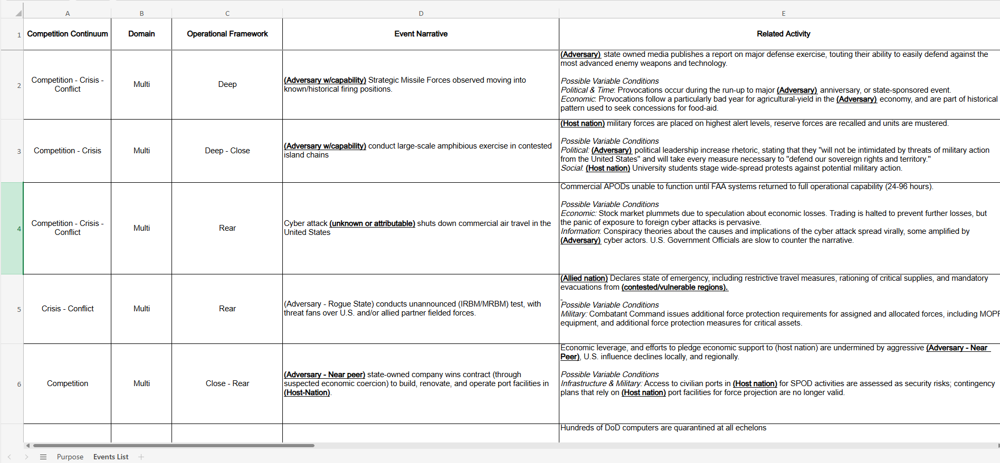 A B C D E
1 Competition Continuum Domain Operational Framework Event Narrative Related Activity
2
Competition - Crisis -
Conflict
Multi
Deep
(Adversary w/capability) Strategic Missile Forces observed moving into
known/historical firing positions.
(Adversary) state owned media publishes a report on major defense exercise, touting their ability to easily defend against the
most advanced enemy weapons and technology.
Possible Variable Conditions
Political & Time: Provocations occur during the run-up to major (Adversary) anniversary, or state-sponsored event.
Economic: Provocations follow a particularly bad year for agricultural-yield in the (Adversary) economy, and are part of historical
pattern used to seek concessions for food-aid.
3
Competition - Crisis
Multi
Deep - Close
(Adversary w/capability) conduct large-scale amphibious exercise in contested
island chains
(Host nation) military forces are placed on highest alert levels, reserve forces are recalled and units are mustered.
Possible Variable Conditions
Political: (Adversary) political leadership increase rhetoric, stating that they "will not be intimidated by threats of military action
from the United States" and will take every measure necessary to "defend our sovereign rights and territory."
Social: (Host nation) University students stage wide-spread protests against potential military action.
4
Competition - Crisis -
Conflict
Multi
Rear
Cyber attack (unknown or attributable) shuts down commercial air travel in the
United States
Commercial APODs unable to function until FAA systems returned to full operational capability (24-96 hours).
Possible Variable Conditions
Economic: Stock market plummets due to speculation about economic losses. Trading is halted to prevent further losses, but
the panic of exposure to foreign cyber attacks is pervasive.
Information: Conspiracy theories about the causes and implications of the cyber attack spread virally, some amplified by
(Adversary) cyber actors. U.S. Government Officials are slow to counter the narrative.
5
Crisis - Conflict
Multi
Rear
(Adversary - Rogue State) conducts unannounced (IRBM/MRBM) test, with
threat fans over U.S. and/or allied partner fielded forces.
(Allied nation) Declares state of emergency, including restrictive travel measures, rationing of critical supplies, and mandatory
evacuations from (contested/vulnerable regions).
Possible Variable Conditions
Military: Combatant Command issues additional force protection requirements for assigned and allocated forces, including
equipment, and additional force protection measures for critical assets.
6
Competition
Multi
Close - Rear
(Adversary - Near peer) state-owned company wins contract (through
suspected economic coercion) to build, renovate, and operate port facilities in
(Host-Nation).
Economic leverage, and efforts to pledge economic support to (host nation) are undermined by aggressive (Adversary - Near
Peer), U.S. influence declines locally, and regionally.
Possible Variable Conditions
Infrastructure & Military: Access to civilian ports in (Host nation) for SPOD activities are assessed as security risks; contingency
plans that rely on (Host nation) port facilities for force projection are no longer valid.
Hundreds of DoD computers are quarantined at all echelons
Purpose Events List